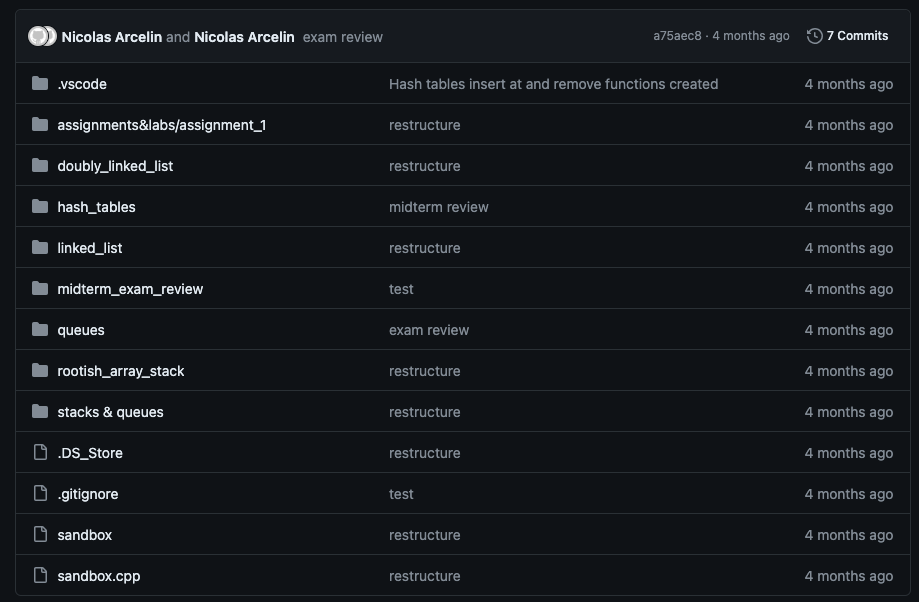 Nicolas Arcelin and Nicolas Arcelin exam review a75aec8 · 4 months ago 7 Commits
.vscode Hash tables insert at and remove functions created 4 months ago
assignments&labs/assignment_1 restructure 4 months ago
doubly_linked_list restructure 4 months ago
hash_tables midterm review 4 months ago
linked_list restructure 4 months ago
midterm_exam_review test 4 months ago
queues exam review 4 months ago
rootish_array_stack restructure 4 months ago
stacks & queues restructure 4 months ago
.DS_Store restructure 4 months ago
.gitignore test 4 months ago
sandbox restructure 4 months ago
sandbox.cpp restructure 4 months ago